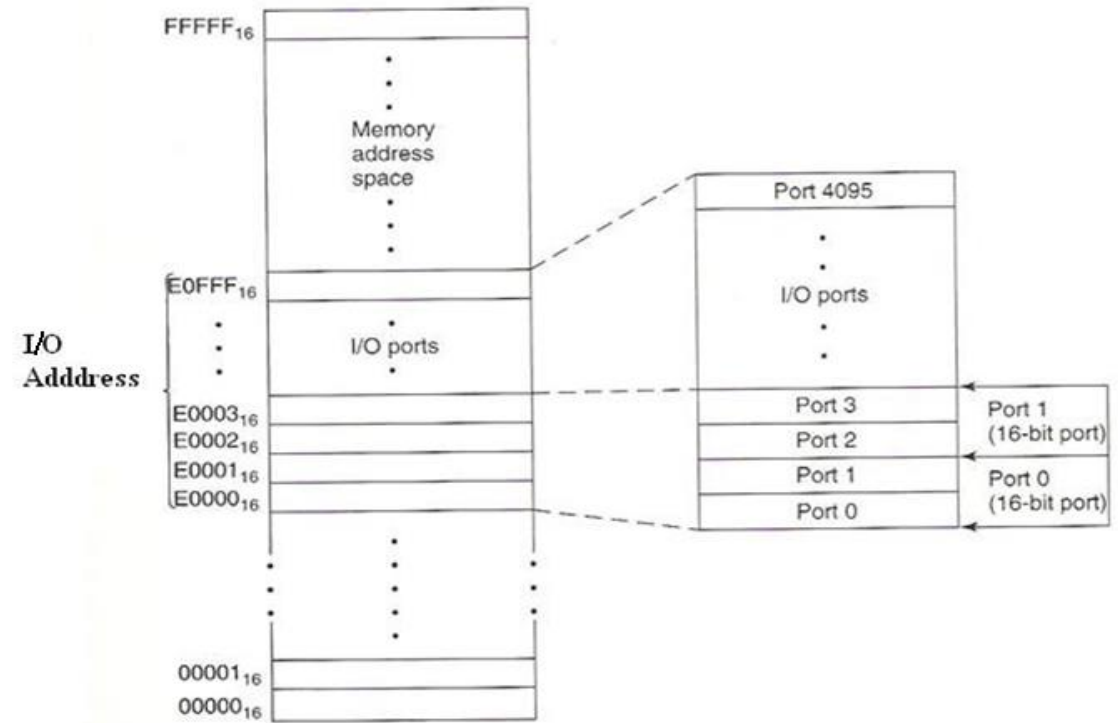 FFFFF₁₆
Memory
address
space
Port 4095
E0FFF₁₆
I/O ports
I/O ports
I/O
Adddress
E0003₁₆
E0002₁₆
E0001₁₆
E0000₁₆
Port 3
Port 2
Port 1
Port 0
Port 1
(16-bit port)
Port 0
(16-bit port)
00001₁₆
00000₁₆